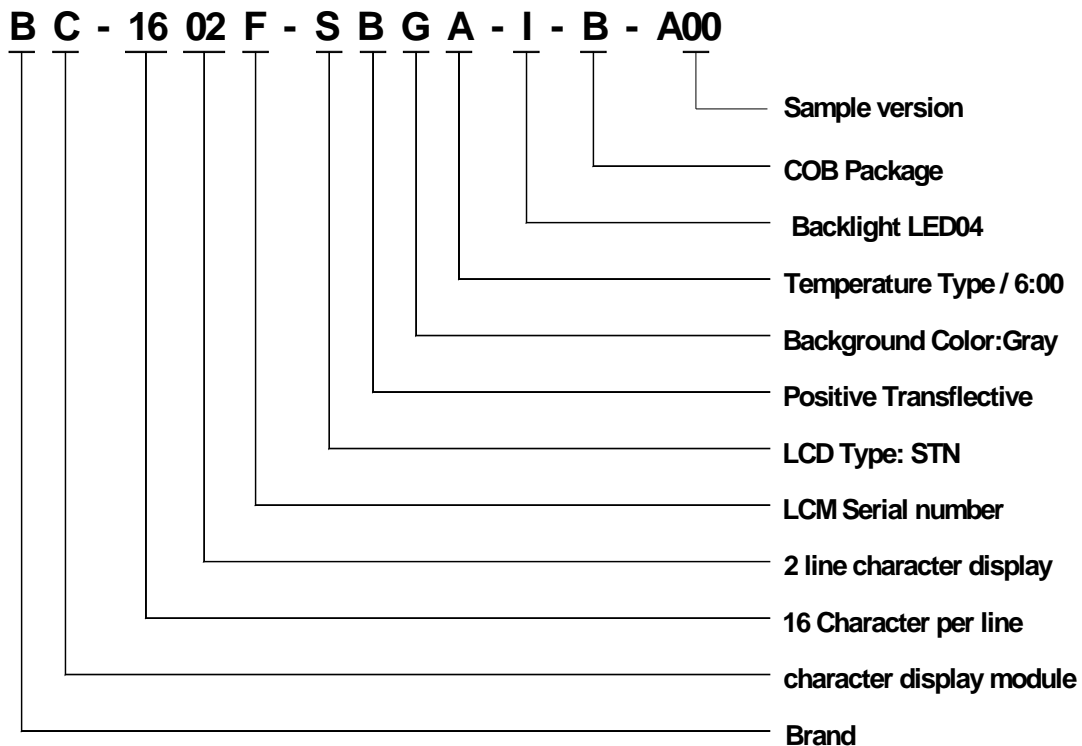 B C - 16 02 F - S B G A - I - B - A00
Sample version
COB Package
Backlight LED04
Temperature Type / 6:00
Background Color:Gray
Positive Transflective
LCD Type: STN
LCM Serial number
2 line character display
16 Character per line
character display module
Brand